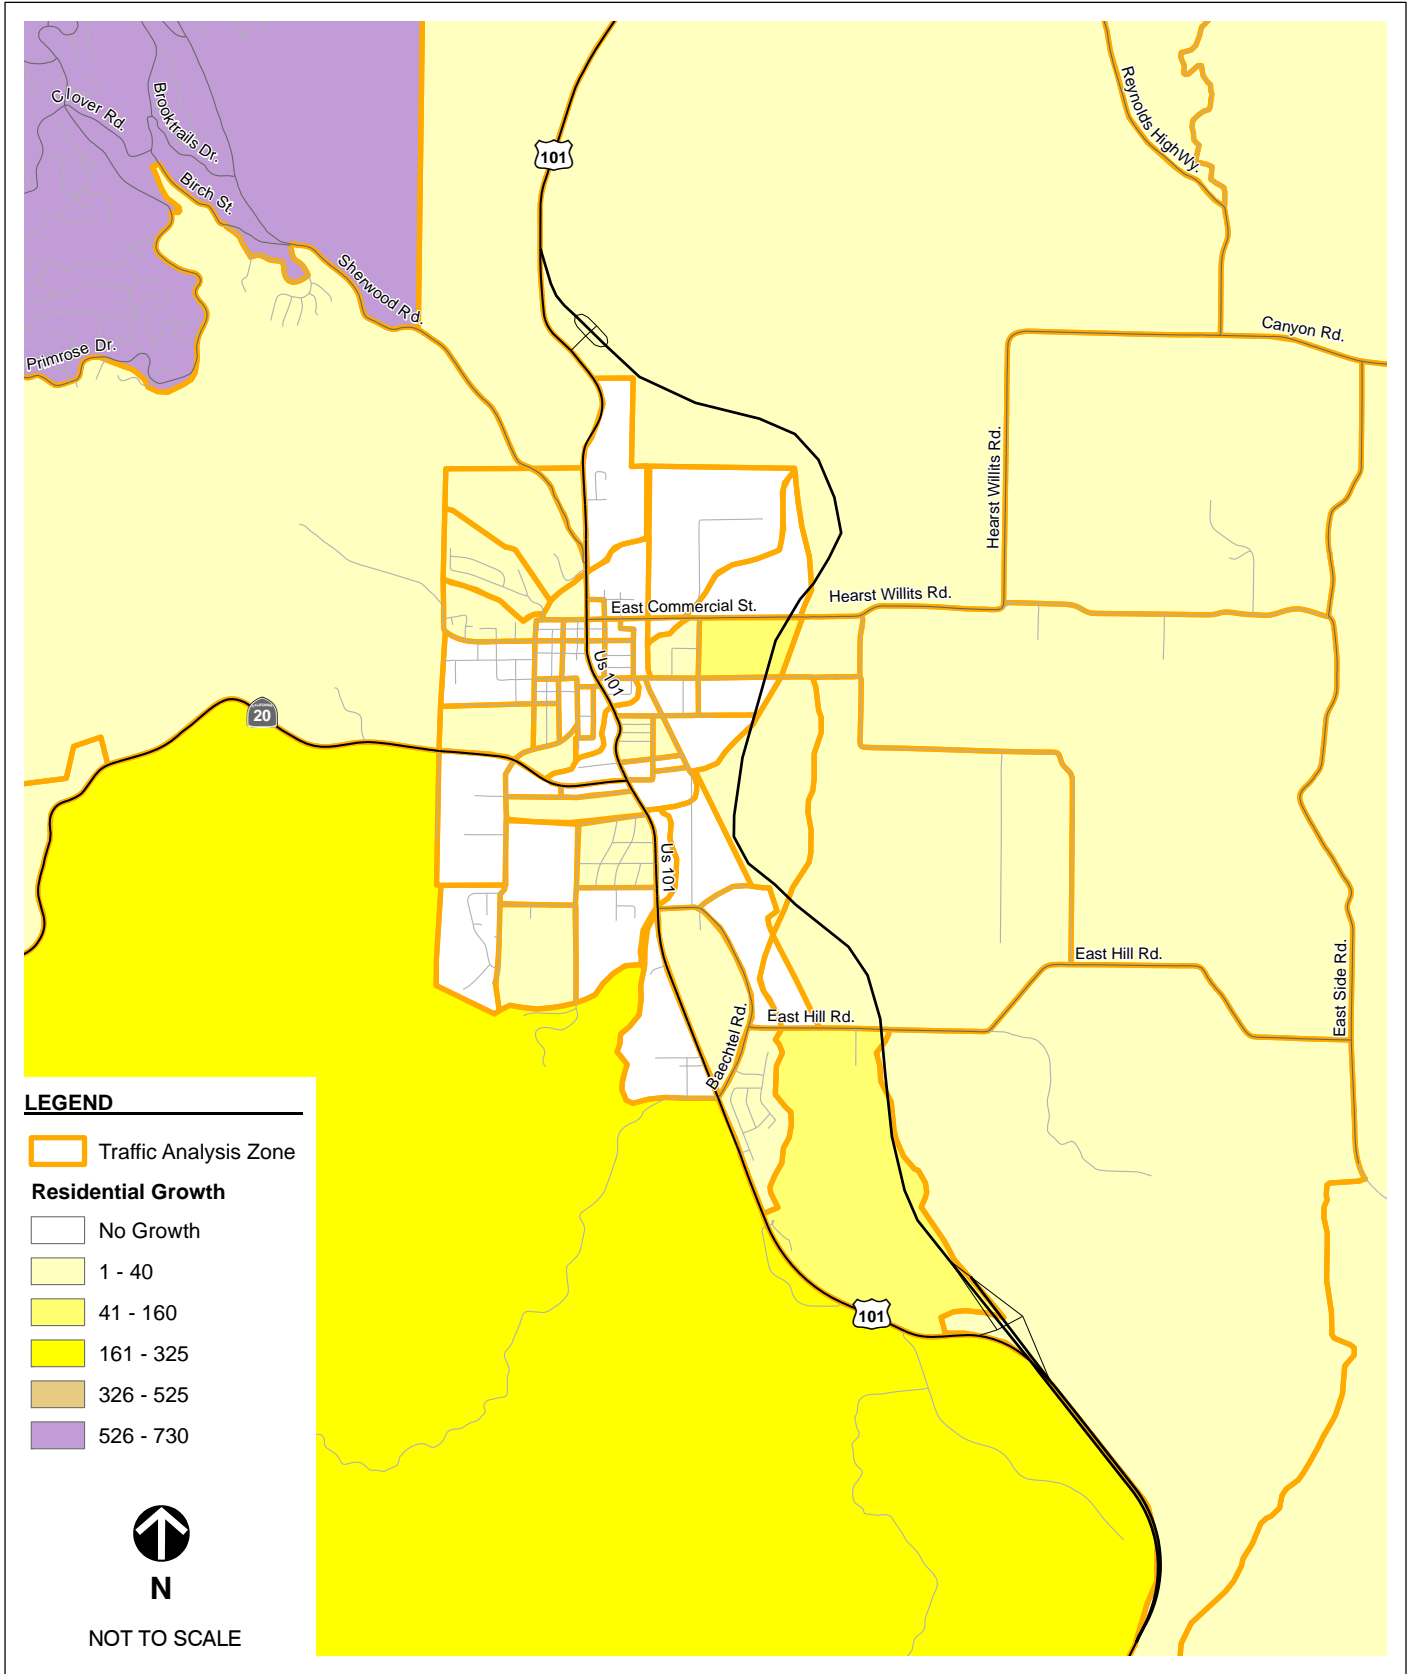 Clover Rd.
Brooktrails Dr.
Birch St.
Sherwood Rd.
Primrose Dr.
101
Reynolds HighWy.
Canyon Rd.
Hearst Willits Rd.
Hearst Willits Rd.
East Commercial St.
Us 101
CALIFORNIA
20
Us 101
East Hill Rd.
East Side Rd.
East Hill Rd.
Baechtel Rd.
101
LEGEND
Traffic Analysis Zone
Residential Growth
No Growth
1 - 40
41 - 160
161 - 325
326 - 525
526 - 730
N
NOT TO SCALE